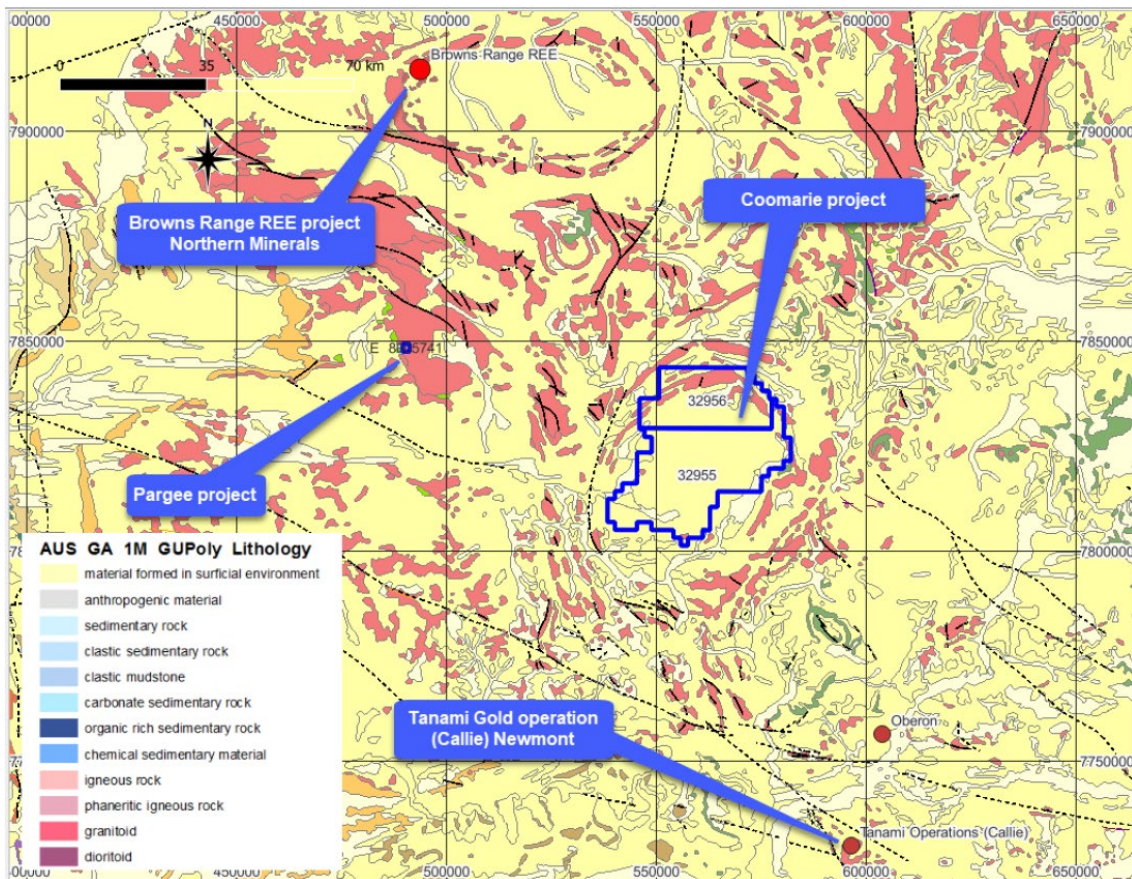 00000
450000
500000
550000
600000
650000
Browns Range REE
0
35
70 km
7900000
7900000
N
Browns Range REE project
Northern Minerals
Coomarie project
7850000
7850000
32956
Pargee project
32955
7800000
Tanami Gold operation
(Callie) Newmont
Oberon
7750000
Tanami Operations (Callie)
AUS GA 1M GUPoly Lithology
material formed in surficial environment
anthropogenic material
sedimentary rock
clastic sedimentary rock
clastic mudstone
carbonate sedimentary rock
organic rich sedimentary rock
chemical sedimentary material
igneous rock
phaneritic igneous rock
granitoid
dioritoid
00000
450000
500000
550000
600000
650000